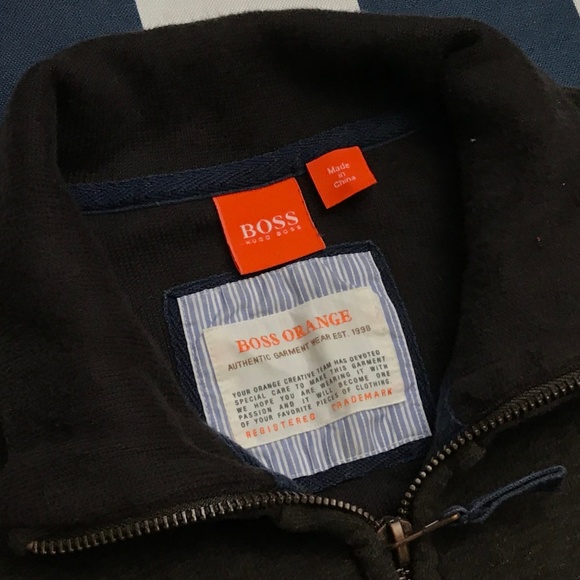 Made
in
China
BOSS
HUGO BOSS
BOSS ORANGE
AUTHENTIC GARMENT WEAR EST. 1998
YOUR ORANGE CREATIVE TEAM HAS DEVOTED
SPECIAL CARE TO MAKE THIS GARMENT
WE HOPE YOU ARE WEARING IT WITH
PASSION AND IT WILL BECOME ONE
OF YOUR FAVORITE PIECES OF CLOTHING.
REGISTERED TRADEMARK